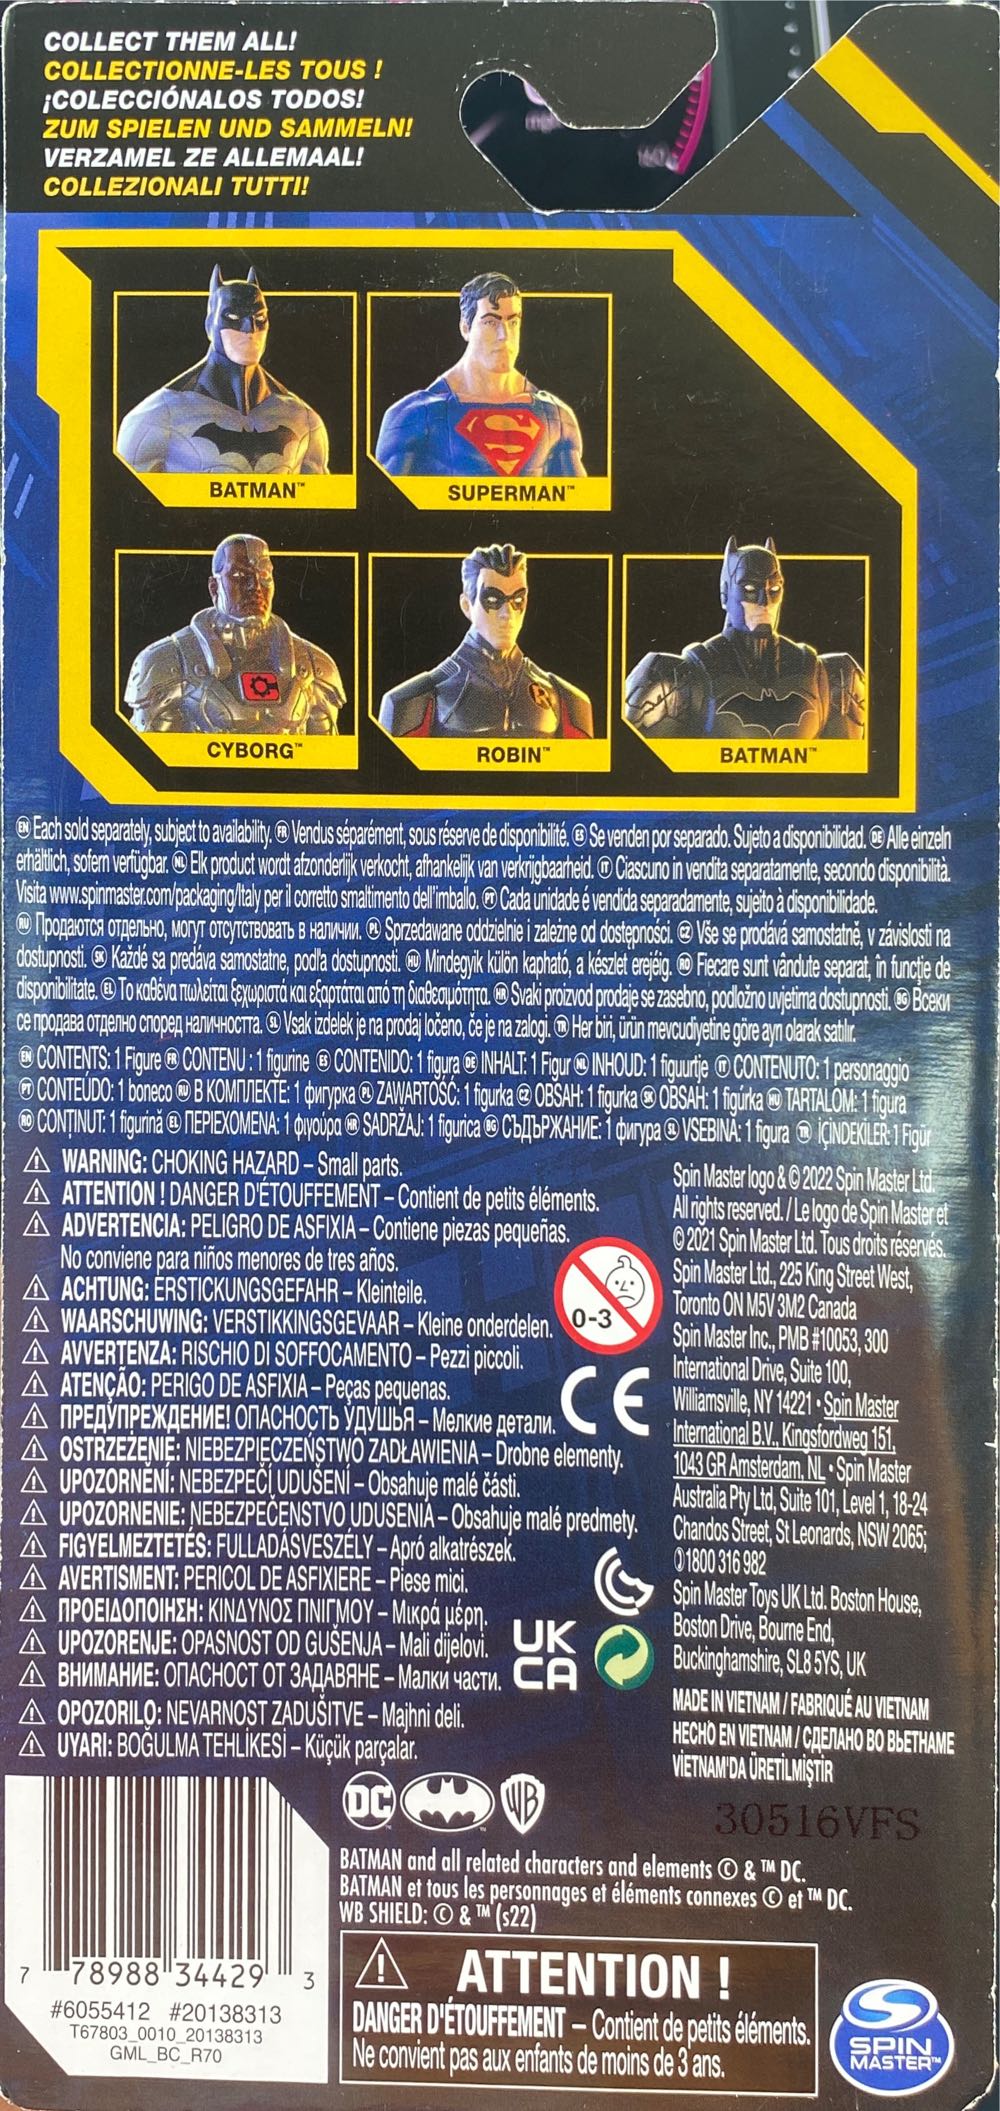 COLLECT THEM ALL!
COLLECTIONNE-LES TOUS !
¡COLECCIÓNALOS TODOS!
ZUM SPIELEN UND SAMMELN!
VERZAMEL ZE ALLEMAAL!
COLLEZIONALI TUTTI!
BATMAN™
SUPERMAN™
CYBORG™
ROBIN™
BATMAN™
EN Each sold separately, subject to availability. FR Vendus séparément, sous réserve de disponibilité. ES Se venden por separado. Sujeto a disponibilidad. DE Alle einzeln
erhältlich, sofern verfügbar. NL Elk product wordt afzonderlijk verkocht, afhankelijk van verkrijgbaarheid. IT Ciascuno in vendita separatamente, secondo disponibilità.
Visita www.spinmaster.com/packaging/Italy per il corretto smaltimento dell'imballo. PT Cada unidade é vendida separadamente, sujeito à disponibilidade.
RU Продаются отдельно, могут отсутствовать в наличии. PL Sprzedawane oddzielnie i zależne od dostępności. CZ Vše se prodává samostatně, v závislosti na
dostupnosti. SK Každé sa predáva samostatne, podľa dostupnosti. HU Mindegyik külön kapható, a készlet erejéig. RO Fiecare sunt vândute separat, în funcție de
disponibilitate. EL Το καθένα πωλείται ξεχωριστά και εξαρτάται από τη διαθεσιμότητα. HR Svaki proizvod prodaje se zasebno, podložno uvjetima dostupnosti. BG Всеки
се продава отделно според наличността. SL Vsak izdelek je na prodaj ločeno, če je na zalogi. TR Her biri, ürün mevcudiyetine göre ayrı olarak satılır.
EN CONTENTS: 1 Figure FR CONTENU : 1 figurine ES CONTENIDO: 1 figura DE INHALT: 1 Figur NL INHOUD: 1 figuurtje IT CONTENUTO: 1 personaggio
PT CONTEÚDO: 1 boneco RU В КОМПЛЕКТЕ: 1 фигурка PL ZAWARTOŚĆ: 1 figurka CZ OBSAH: 1 figurka SK OBSAH: 1 figúrka HU TARTALOM: 1 figura
RO CONȚINUT: 1 figurină EL ΠΕΡΙΕΧΟΜΕΝΑ: 1 φιγούρα HR SADRŽAJ: 1 figurica BG СЪДЪРЖАНИЕ: 1 фигура SL VSEBINA: 1 figura TR İÇİNDEKİLER: 1 Figür
⚠ WARNING: CHOKING HAZARD – Small parts.
⚠ ATTENTION ! DANGER D'ÉTOUFFEMENT – Contient de petits éléments.
⚠ ADVERTENCIA: PELIGRO DE ASFIXIA – Contiene piezas pequeñas.
No conviene para niños menores de tres años.
⚠ ACHTUNG: ERSTICKUNGSGEFAHR – Kleinteile.
⚠ WAARSCHUWING: VERSTIKKINGSGEVAAR – Kleine onderdelen.
⚠ AVVERTENZA: RISCHIO DI SOFFOCAMENTO – Pezzi piccoli.
⚠ ATENÇÃO: PERIGO DE ASFIXIA – Peças pequenas.
⚠ ПРЕДУПРЕЖДЕНИЕ! ОПАСНОСТЬ УДУШЬЯ – Мелкие детали.
⚠ OSTRZEŻENIE: NIEBEZPIECZEŃSTWO ZADŁAWIENIA – Drobne elementy.
⚠ UPOZORNĚNÍ: NEBEZPEČÍ UDUŠENÍ – Obsahuje malé části.
⚠ UPOZORNENIE: NEBEZPEČENSTVO UDUSENIA – Obsahuje malé predmety.
⚠ FIGYELMEZTETÉS: FULLADÁSVESZÉLY – Apró alkatrészek.
⚠ AVERTISMENT: PERICOL DE ASFIXIERE – Piese mici.
⚠ ΠΡΟΕΙΔΟΠΟΙΗΣΗ: ΚΙΝΔΥΝΟΣ ΠΝΙΓΜΟΥ – Μικρά μέρη.
⚠ UPOZORENJE: OPASNOST OD GUŠENJA – Mali dijelovi.
⚠ ВНИМАНИЕ: ОПАСНОСТ ОТ ЗАДАВЯНЕ – Малки части.
⚠ OPOZORILO: NEVARNOST ZADUŠITVE – Majhni deli.
⚠ UYARI: BOĞULMA TEHLİKESİ – Küçük parçalar.
0-3
CE
UK
CA
Spin Master logo & © 2022 Spin Master Ltd.
All rights reserved. / Le logo de Spin Master et
© 2021 Spin Master Ltd. Tous droits réservés.
Spin Master Ltd., 225 King Street West,
Toronto ON M5V 3M2 Canada
Spin Master Inc., PMB #10053, 300
International Drive, Suite 100,
Williamsville, NY 14221 • Spin Master
International B.V., Kingsfordweg 151,
1043 GR Amsterdam, NL • Spin Master
Australia Pty Ltd, Suite 101, Level 1, 18-24
Chandos Street, St Leonards, NSW 2065;
1800 316 982
Spin Master Toys UK Ltd. Boston House,
Boston Drive, Bourne End,
Buckinghamshire, SL8 5YS, UK
MADE IN VIETNAM / FABRIQUÉ AU VIETNAM
HECHO EN VIETNAM / СДЕЛАНО ВО ВЬЕТНАМЕ
VİETNAM'DA ÜRETİLMİŞTİR
30516VFS
DC WB
BATMAN and all related characters and elements © & ™ DC.
BATMAN et tous les personnages et éléments connexes © et ™ DC.
WB SHIELD: © & ™ (s22)
7 78988 34429 3
#6055412 #20138313
T67803_0010_20138313
GML_BC_R70
⚠ ATTENTION !
DANGER D'ÉTOUFFEMENT – Contient de petits éléments.
Ne convient pas aux enfants de moins de 3 ans.
SPIN
MASTER™